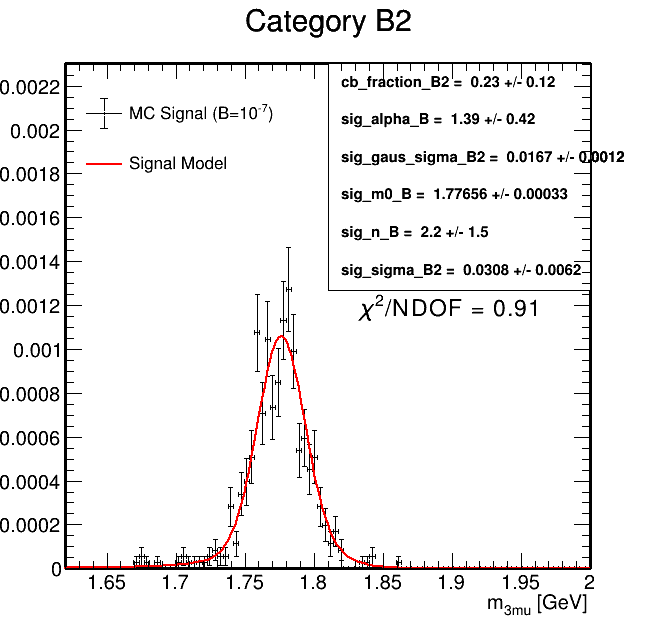 Category B2
MC Signal (B=10⁻⁷)
Signal Model
cb_fraction_B2 = 0.23 +/- 0.12
sig_alpha_B = 1.39 +/- 0.42
sig_gaus_sigma_B2 = 0.0167 +/- 0.0012
sig_m0_B = 1.77656 +/- 0.00033
sig_n_B = 2.2 +/- 1.5
sig_sigma_B2 = 0.0308 +/- 0.0062
χ²/NDOF = 0.91
0.0022
0.002
0.0018
0.0016
0.0014
0.0012
0.001
0.0008
0.0006
0.0004
0.0002
0
1.65 1.7 1.75 1.8 1.85 1.9 1.95 2
m₃mu [GeV]